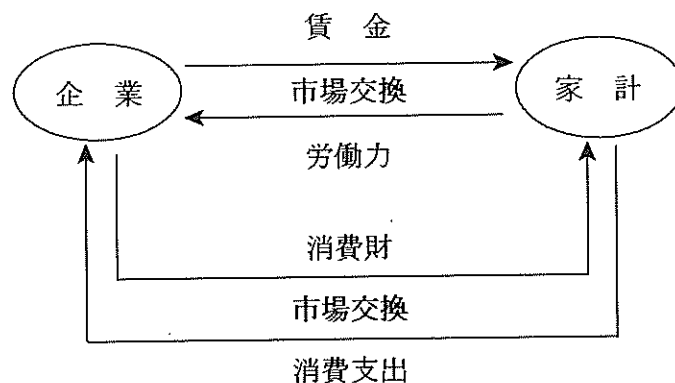 賃 金
企 業
市場交換
家 計
労働力
消費財
市場交換
消費支出